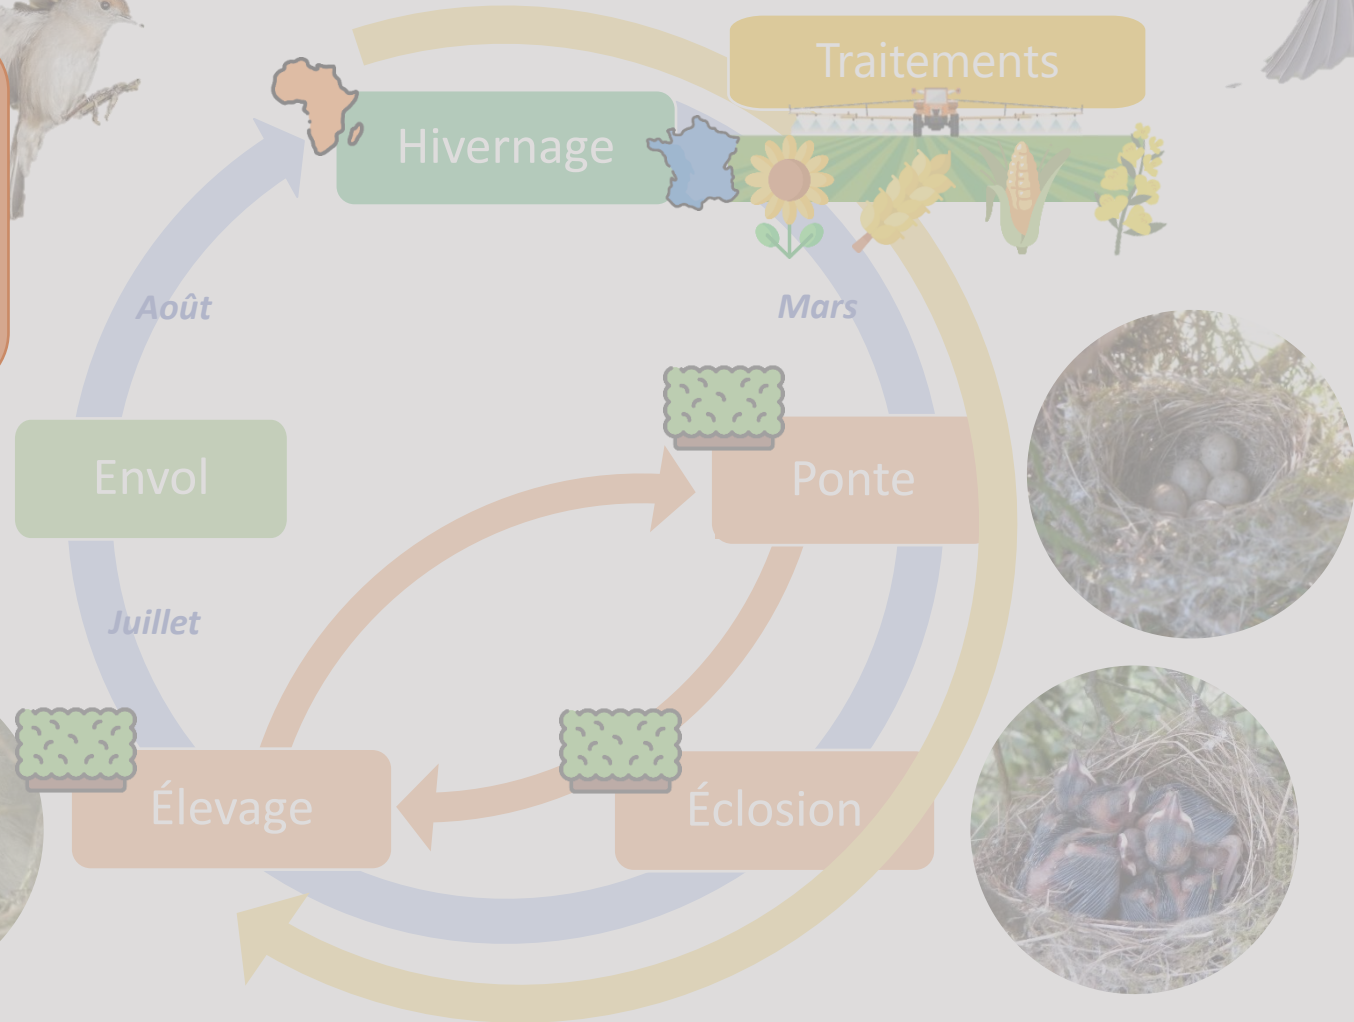 Traitements
Hivernage
Août
Mars
Envol
Ponte
Juillet
Élevage
Éclosion